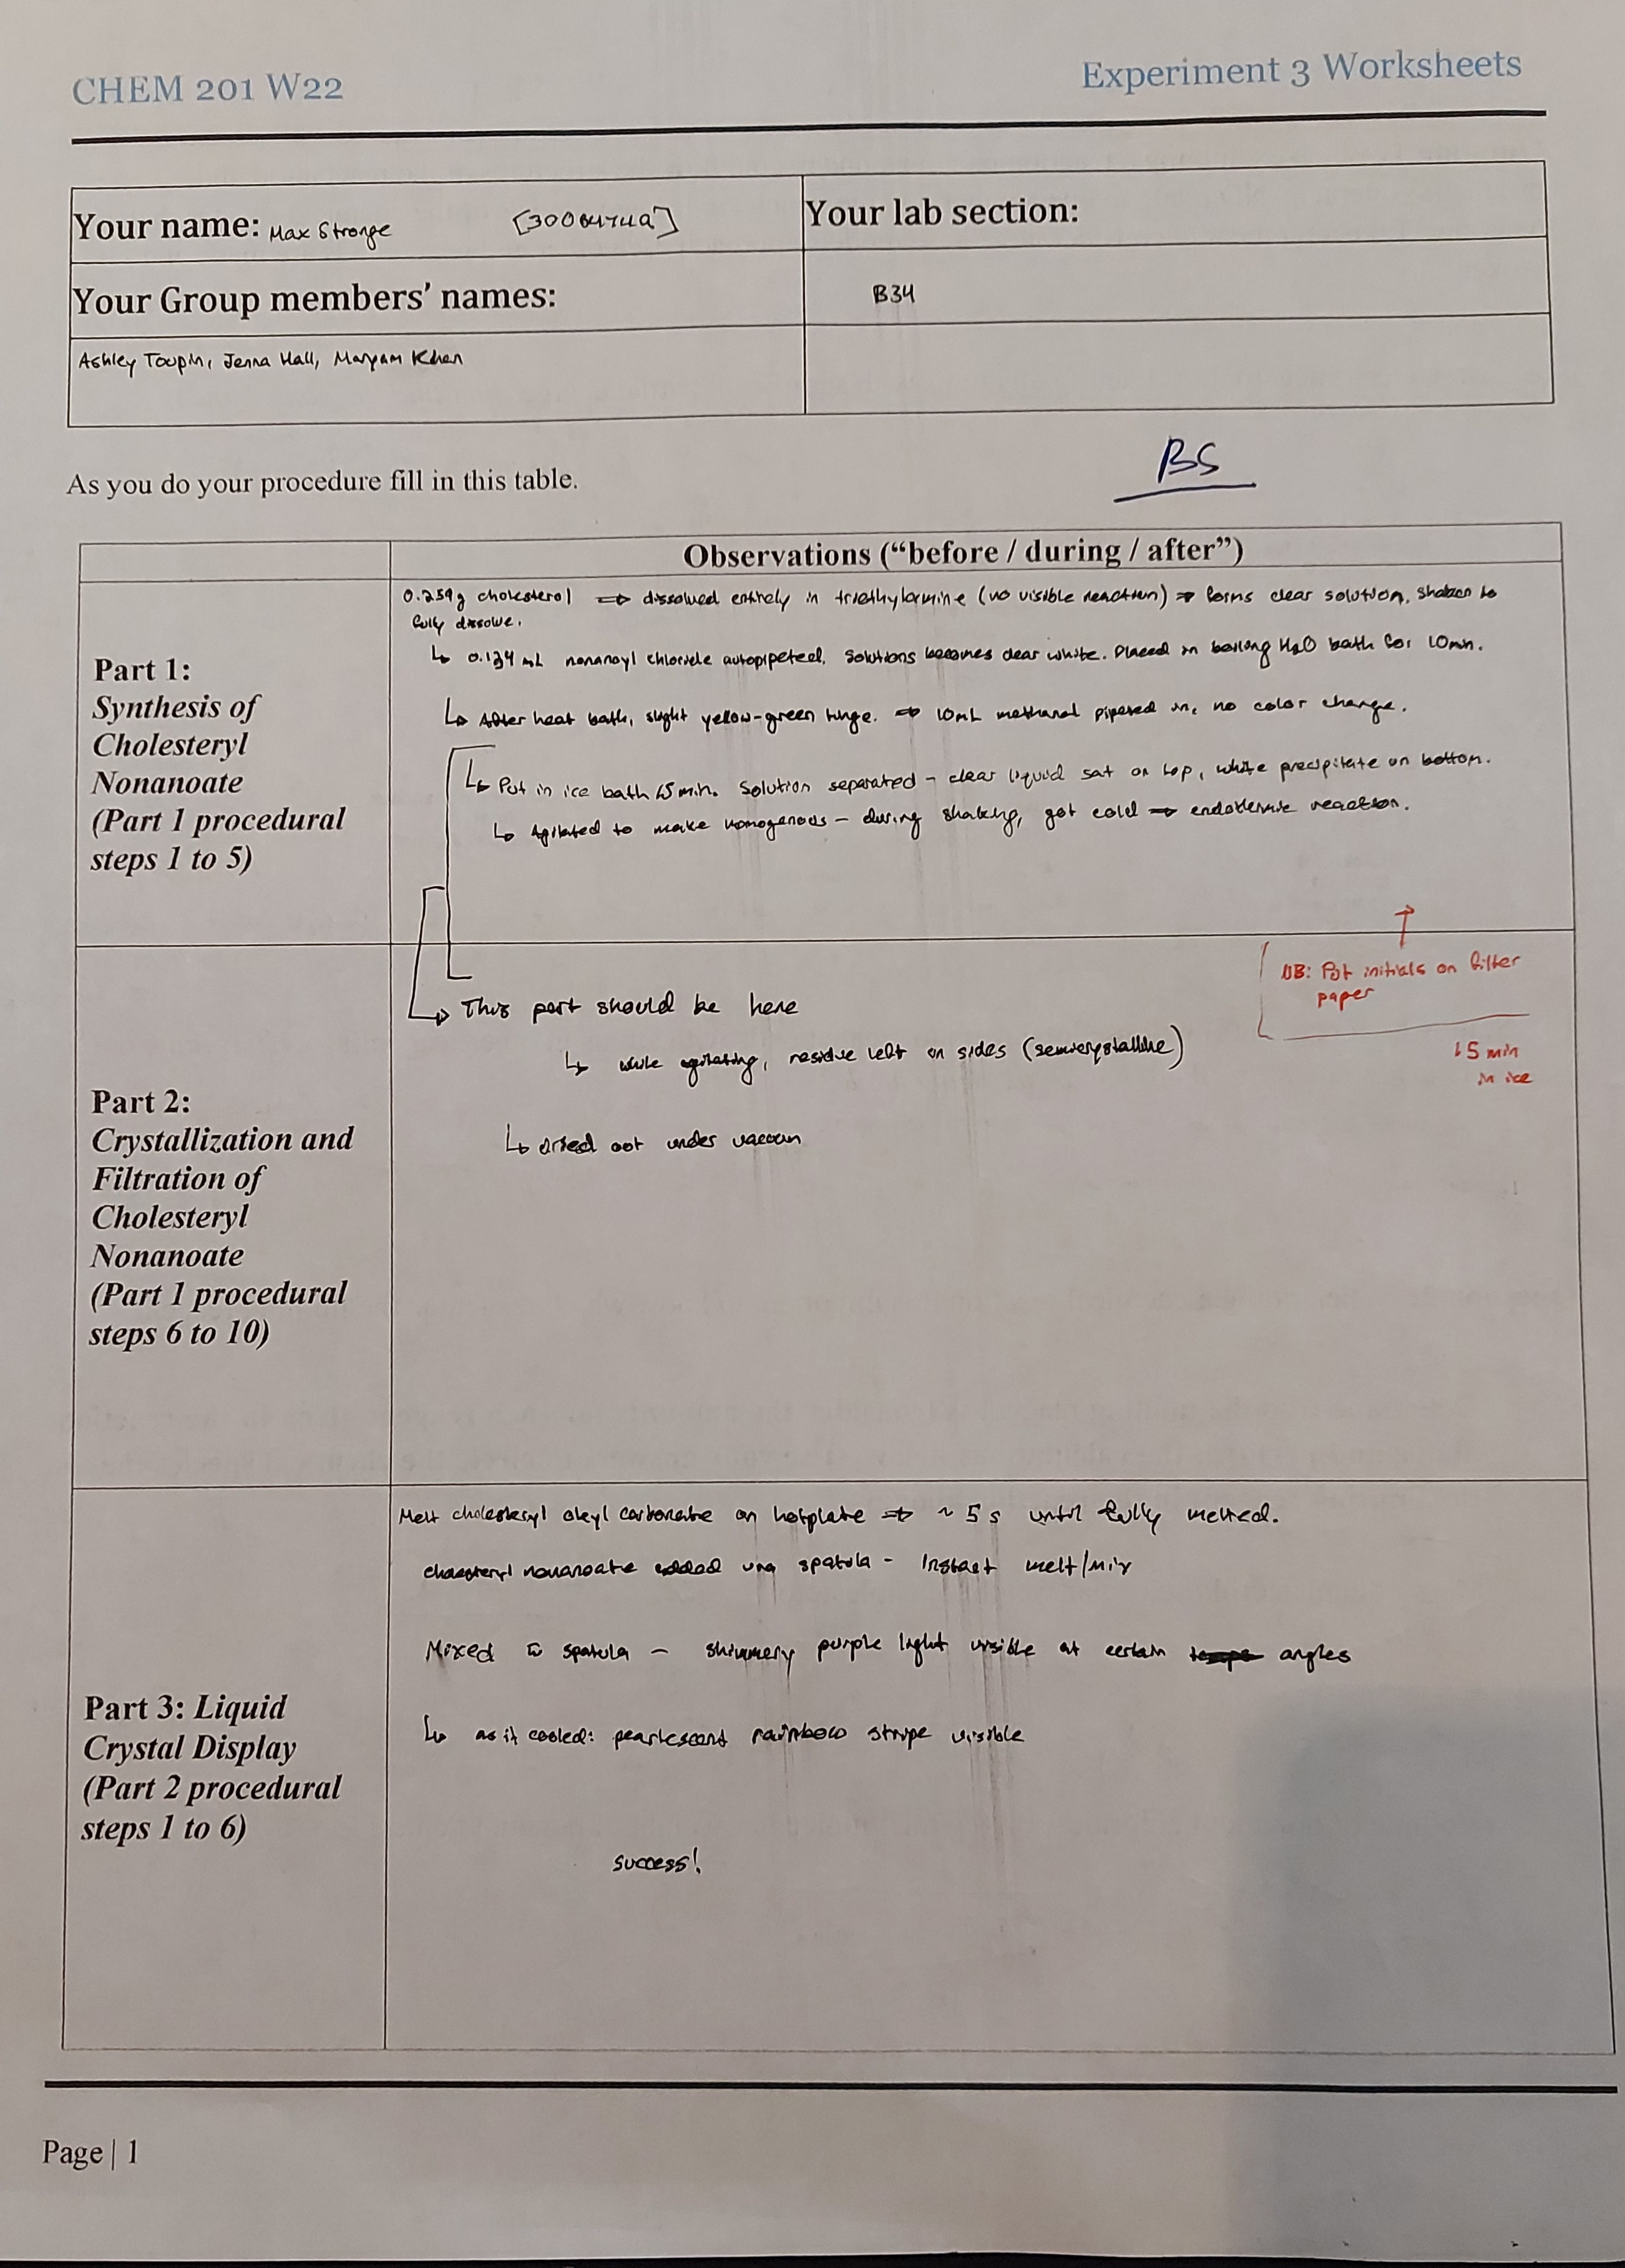 CHEM 201 W22
Experiment 3 Worksheets
Your name: Max Stronge
Your lab section:
Your Group members' names:
B34
Ashley Toupin, Jenna Hall, Maryam Khan
BS
As you do your procedure fill in this table.
Observations ("before / during / after")
Part 1:
Synthesis of
Cholesteryl
Nonanoate
(Part 1 procedural
steps 1 to 5)
0.259g cholesterol ⇒ dissolved entirely in triethylamine (no visible reaction) ⇒ forms clear solution, shaken to
fully dissolve.
↳ 0.134 mL nonanoyl chloride autopipeted, solutions becomes clear white. Placed in boiling H2O bath for 10min.
↳ After heat bath, slight yellow-green tinge. ⇒ 10mL methanol pipeted in, no color change.
↳ Put in ice bath 15 min. Solution separated - clear liquid sat on top, white precipitate on bottom.
↳ Agitated to make homogenous - during shaking, got cold ⇒ endothermic reaction.
NB: Put initials on filter
paper
15 min
in ice
Part 2:
Crystallization and
Filtration of
Cholesteryl
Nonanoate
(Part 1 procedural
steps 6 to 10)
This part should be here
↳ while agitating, residue left on sides (semicrystalline)
↳ dried out under vacuum
Part 3: Liquid
Crystal Display
(Part 2 procedural
steps 1 to 6)
Melt cholesteryl oleyl carbonate on hotplate ⇒ ~ 5 s until fully melted.
nonanoate added via spatula - Instant melt/mix
Mixed spatula - shimmery purple light visible at certain angles
↳ as it cooled: pearlescent rainbow stripe visible
success!
Page | 1